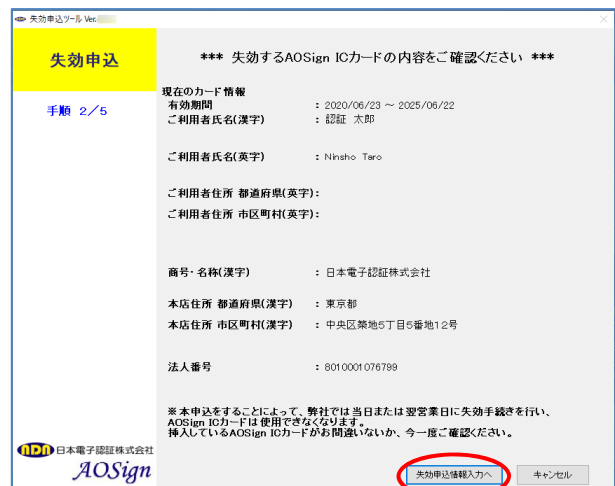 失効申込ツール Ver.
失効申込
*** 失効するAOSign ICカードの内容をご確認ください ***
手順 2/5
現在のカード情報
有効期間 : 2020/06/23 ~ 2025/06/22
ご利用者氏名(漢字) : 認証 太郎
ご利用者氏名(英字) : Ninsho Taro
ご利用者住所 都道府県(英字):
ご利用者住所 市区町村(英字):
商号・名称(漢字) : 日本電子認証株式会社
本店住所 都道府県(漢字) : 東京都
本店住所 市区町村(漢字) : 中央区築地5丁目5番地12号
法人番号 : 8010001076799
※本申込をすることによって、弊社では当日または翌営業日に失効手続きを行い、
AOSign ICカードは使用できなくなります。
挿入しているAOSign ICカードがお間違いないか、今一度ご確認ください。
NDN 日本電子認証株式会社
AOSign
失効申込情報入力へ
キャンセル